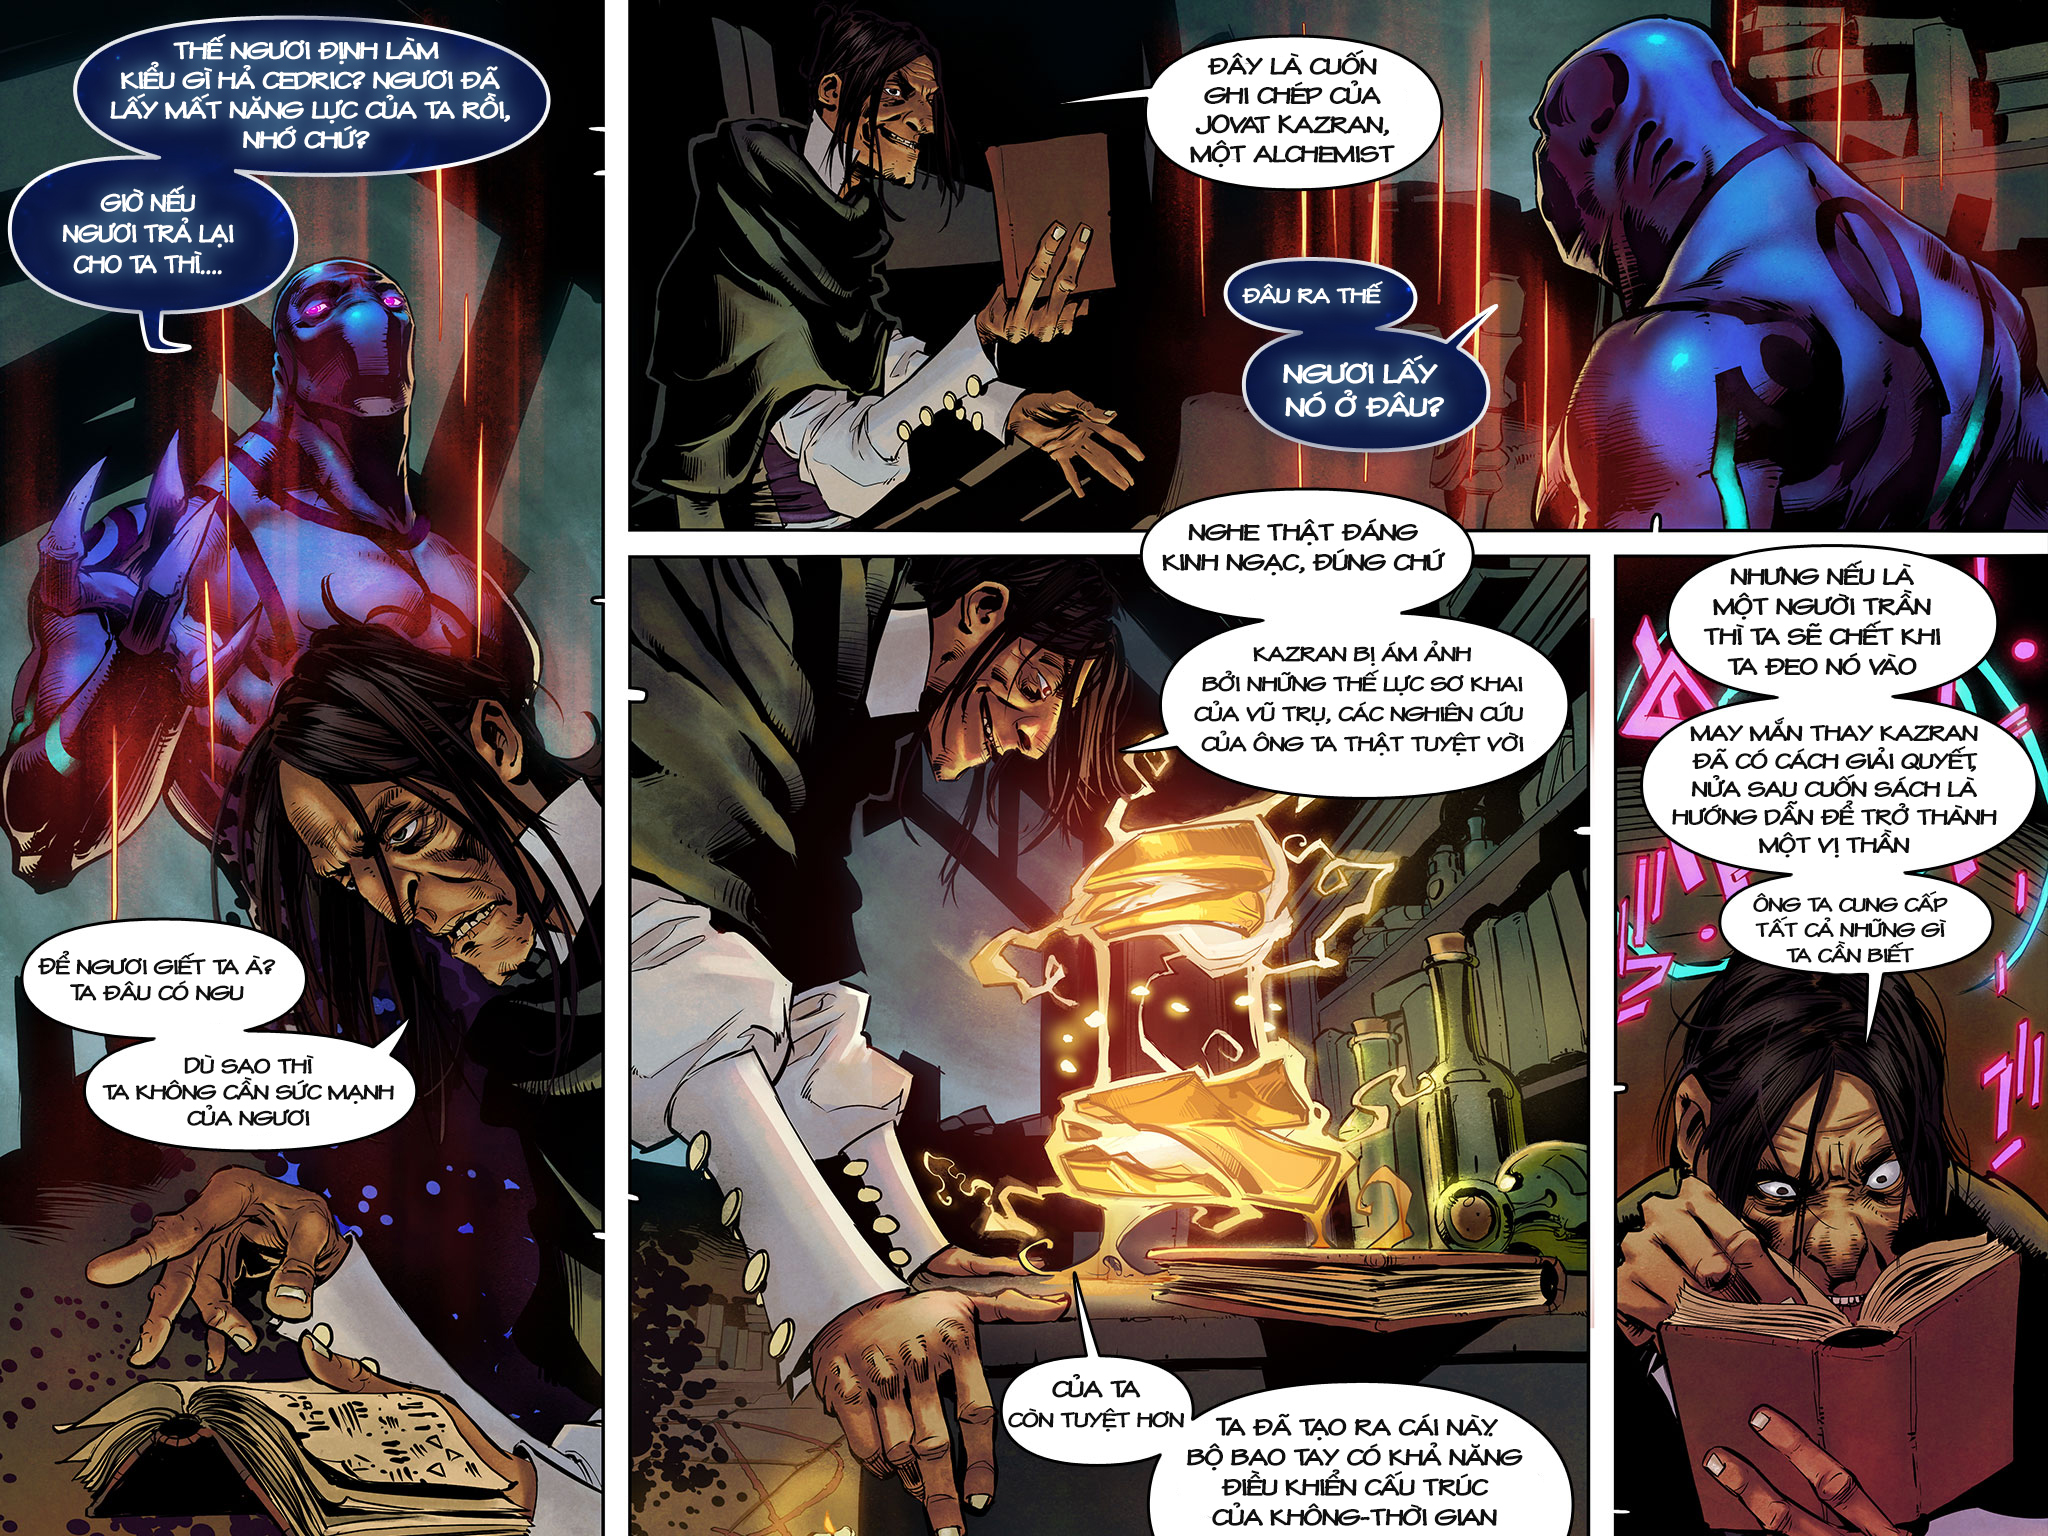 THẾ NGƯƠI ĐỊNH LÀM
KIỂU GÌ HẢ CEDRIC? NGƯƠI ĐÃ
LẤY MẤT NĂNG LỰC CỦA TA RỒI,
NHỚ CHỨ?
GIỜ NẾU
NGƯƠI TRẢ LẠI
CHO TA THÌ....
ĐỂ NGƯƠI GIẾT TA À?
TA ĐÂU CÓ NGU
DÙ SAO THÌ
TA KHÔNG CẦN SỨC MẠNH
CỦA NGƯƠI
ĐÂY LÀ CUỐN
GHI CHÉP CỦA
JOVAT KAZRAN,
MỘT ALCHEMIST
ĐÂU RA THẾ
NGƯƠI LẤY
NÓ Ở ĐÂU?
NGHE THẬT ĐÁNG
KINH NGẠC, ĐÚNG CHỨ
KAZRAN BỊ ÁM ẢNH
BỞI NHỮNG THẾ LỰC SƠ KHAI
CỦA VŨ TRỤ, CÁC NGHIÊN CỨU
CỦA ÔNG TA THẬT TUYỆT VỜI
CỦA TA
CÒN TUYỆT HƠN
TA ĐÃ TẠO RA CÁI NÀY.
BỘ BAO TAY CÓ KHẢ NĂNG
ĐIỀU KHIỂN CẤU TRÚC
CỦA KHÔNG-THỜI GIAN
NHƯNG NẾU LÀ
MỘT NGƯỜI TRẦN
THÌ TA SẼ CHẾT KHI
TA ĐEO NÓ VÀO
MAY MẮN THAY KAZRAN
ĐÃ CÓ CÁCH GIẢI QUYẾT,
NỬA SAU CUỐN SÁCH LÀ
HƯỚNG DẪN ĐỂ TRỞ THÀNH
MỘT VỊ THẦN
ÔNG TA CUNG CẤP
TẤT CẢ NHỮNG GÌ
TA CẦN BIẾT